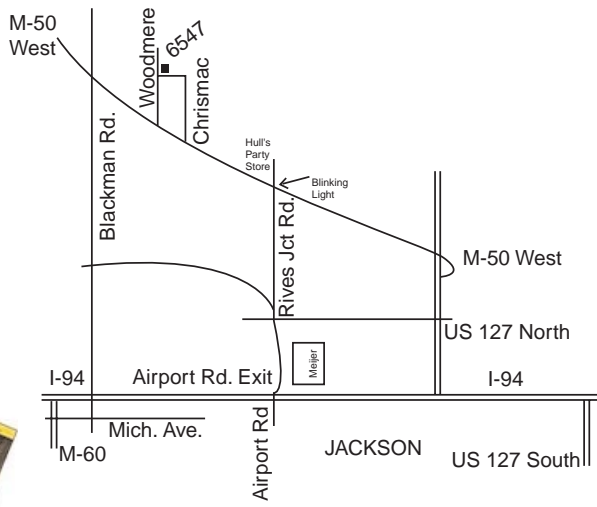 M-50
West
Woodmere
6547
Chrismac
Blackman Rd.
Hull's
Party
Store
Blinking
Light
Rives Jct Rd.
M-50 West
US 127 North
Meijer
I-94
Airport Rd. Exit
I-94
Mich. Ave.
M-60
Airport Rd
JACKSON
US 127 South